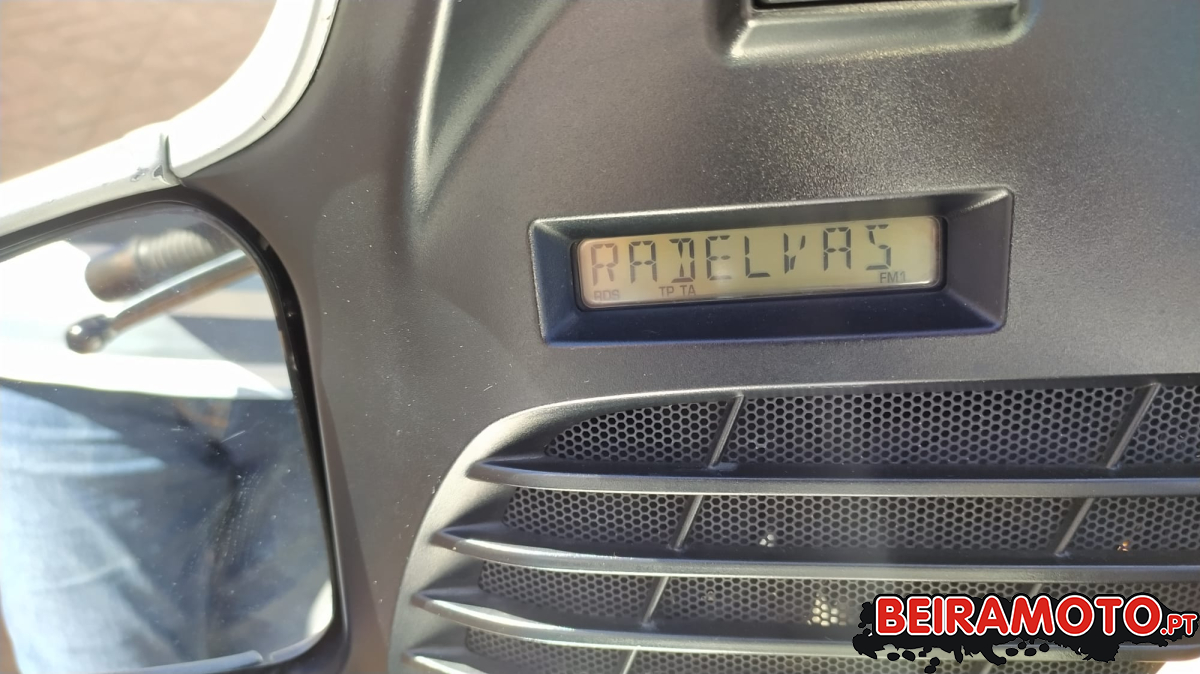 RADELVAS
RDS TP TA FM1
BEIRAMOTO.PT